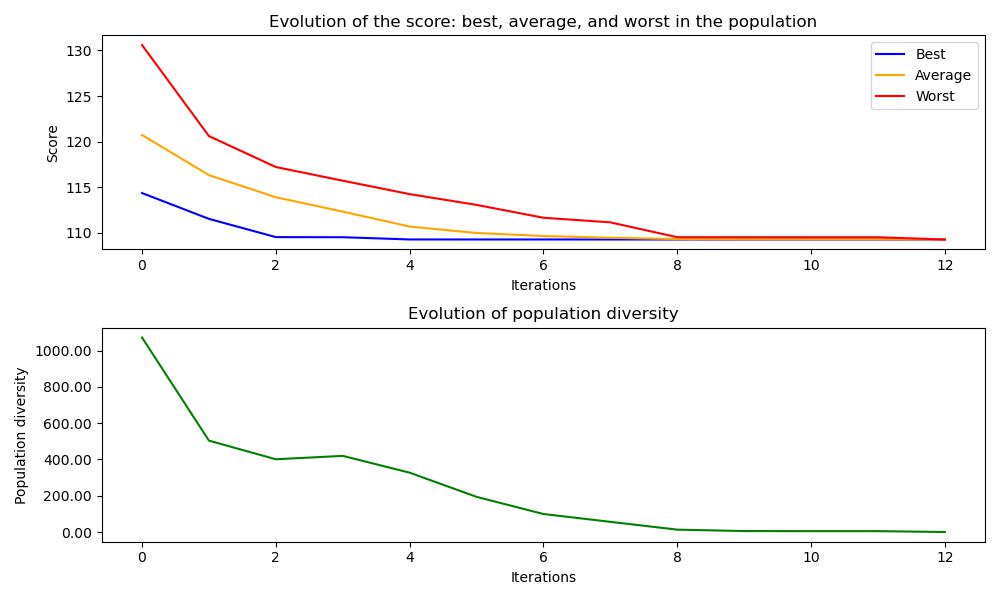 Evolution of the score: best, average, and worst in the population
130
125
120
115
110
Score
Best
Average
Worst
0 2 4 6 8 10 12
Iterations
Evolution of population diversity
1000.00
800.00
600.00
400.00
200.00
0.00
Population diversity
0 2 4 6 8 10 12
Iterations